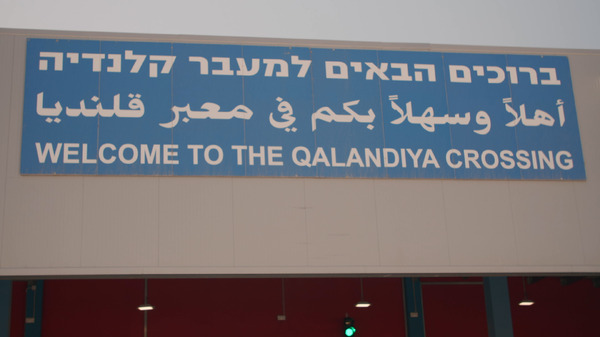 ברוכים הבאים למעבר קלנדיה
أهلاً وسهلاً بكم في معبر قلنديا
WELCOME TO THE QALANDIYA CROSSING